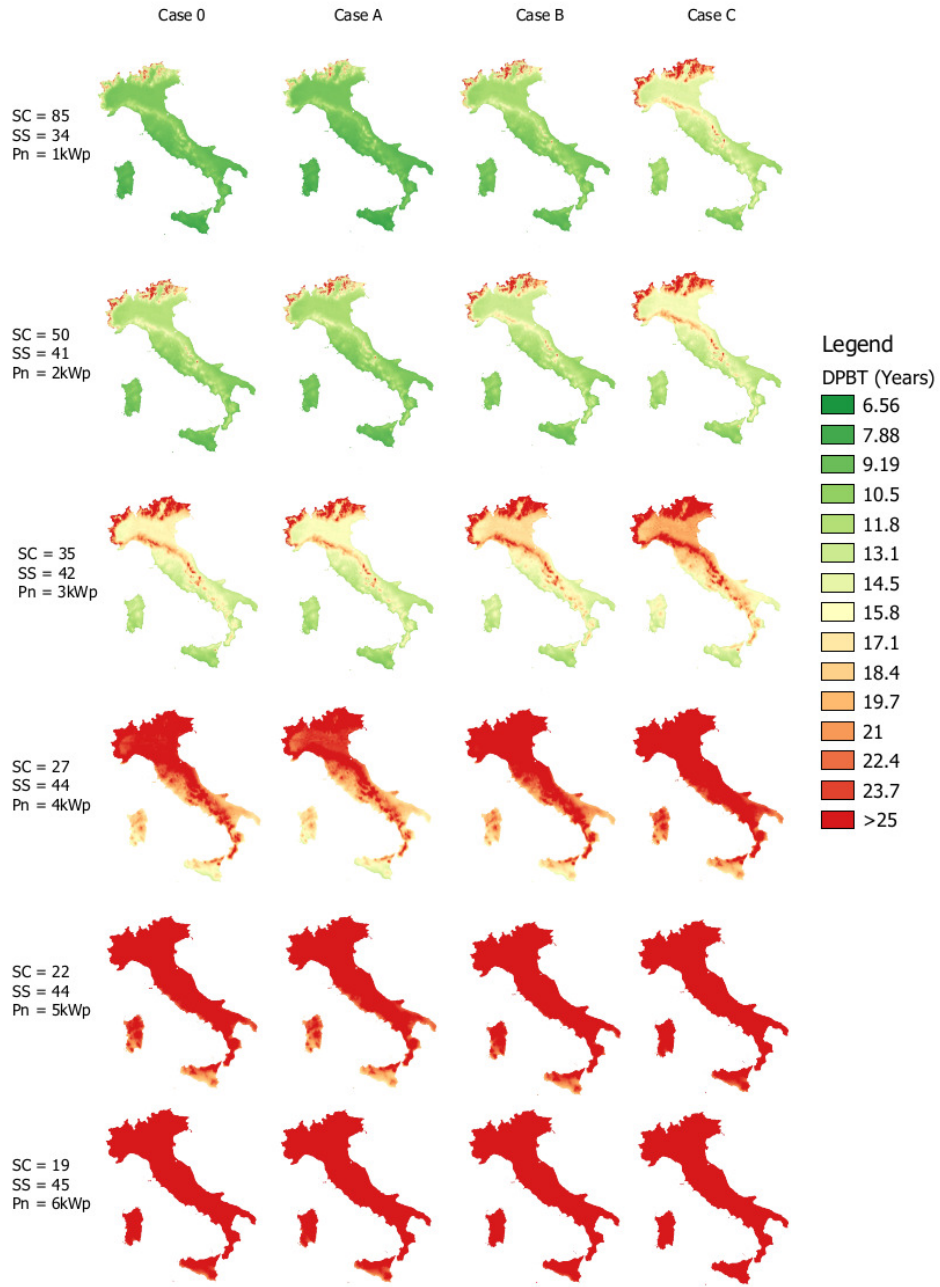 Case 0
Case A
Case B
Case C
SC = 85
SS = 34
Pn = 1kWp
SC = 50
SS = 41
Pn = 2kWp
SC = 35
SS = 42
Pn = 3kWp
SC = 27
SS = 44
Pn = 4kWp
SC = 22
SS = 44
Pn = 5kWp
SC = 19
SS = 45
Pn = 6kWp
Legend
DPBT (Years)
6.56
7.88
9.19
10.5
11.8
13.1
14.5
15.8
17.1
18.4
19.7
21
22.4
23.7
>25